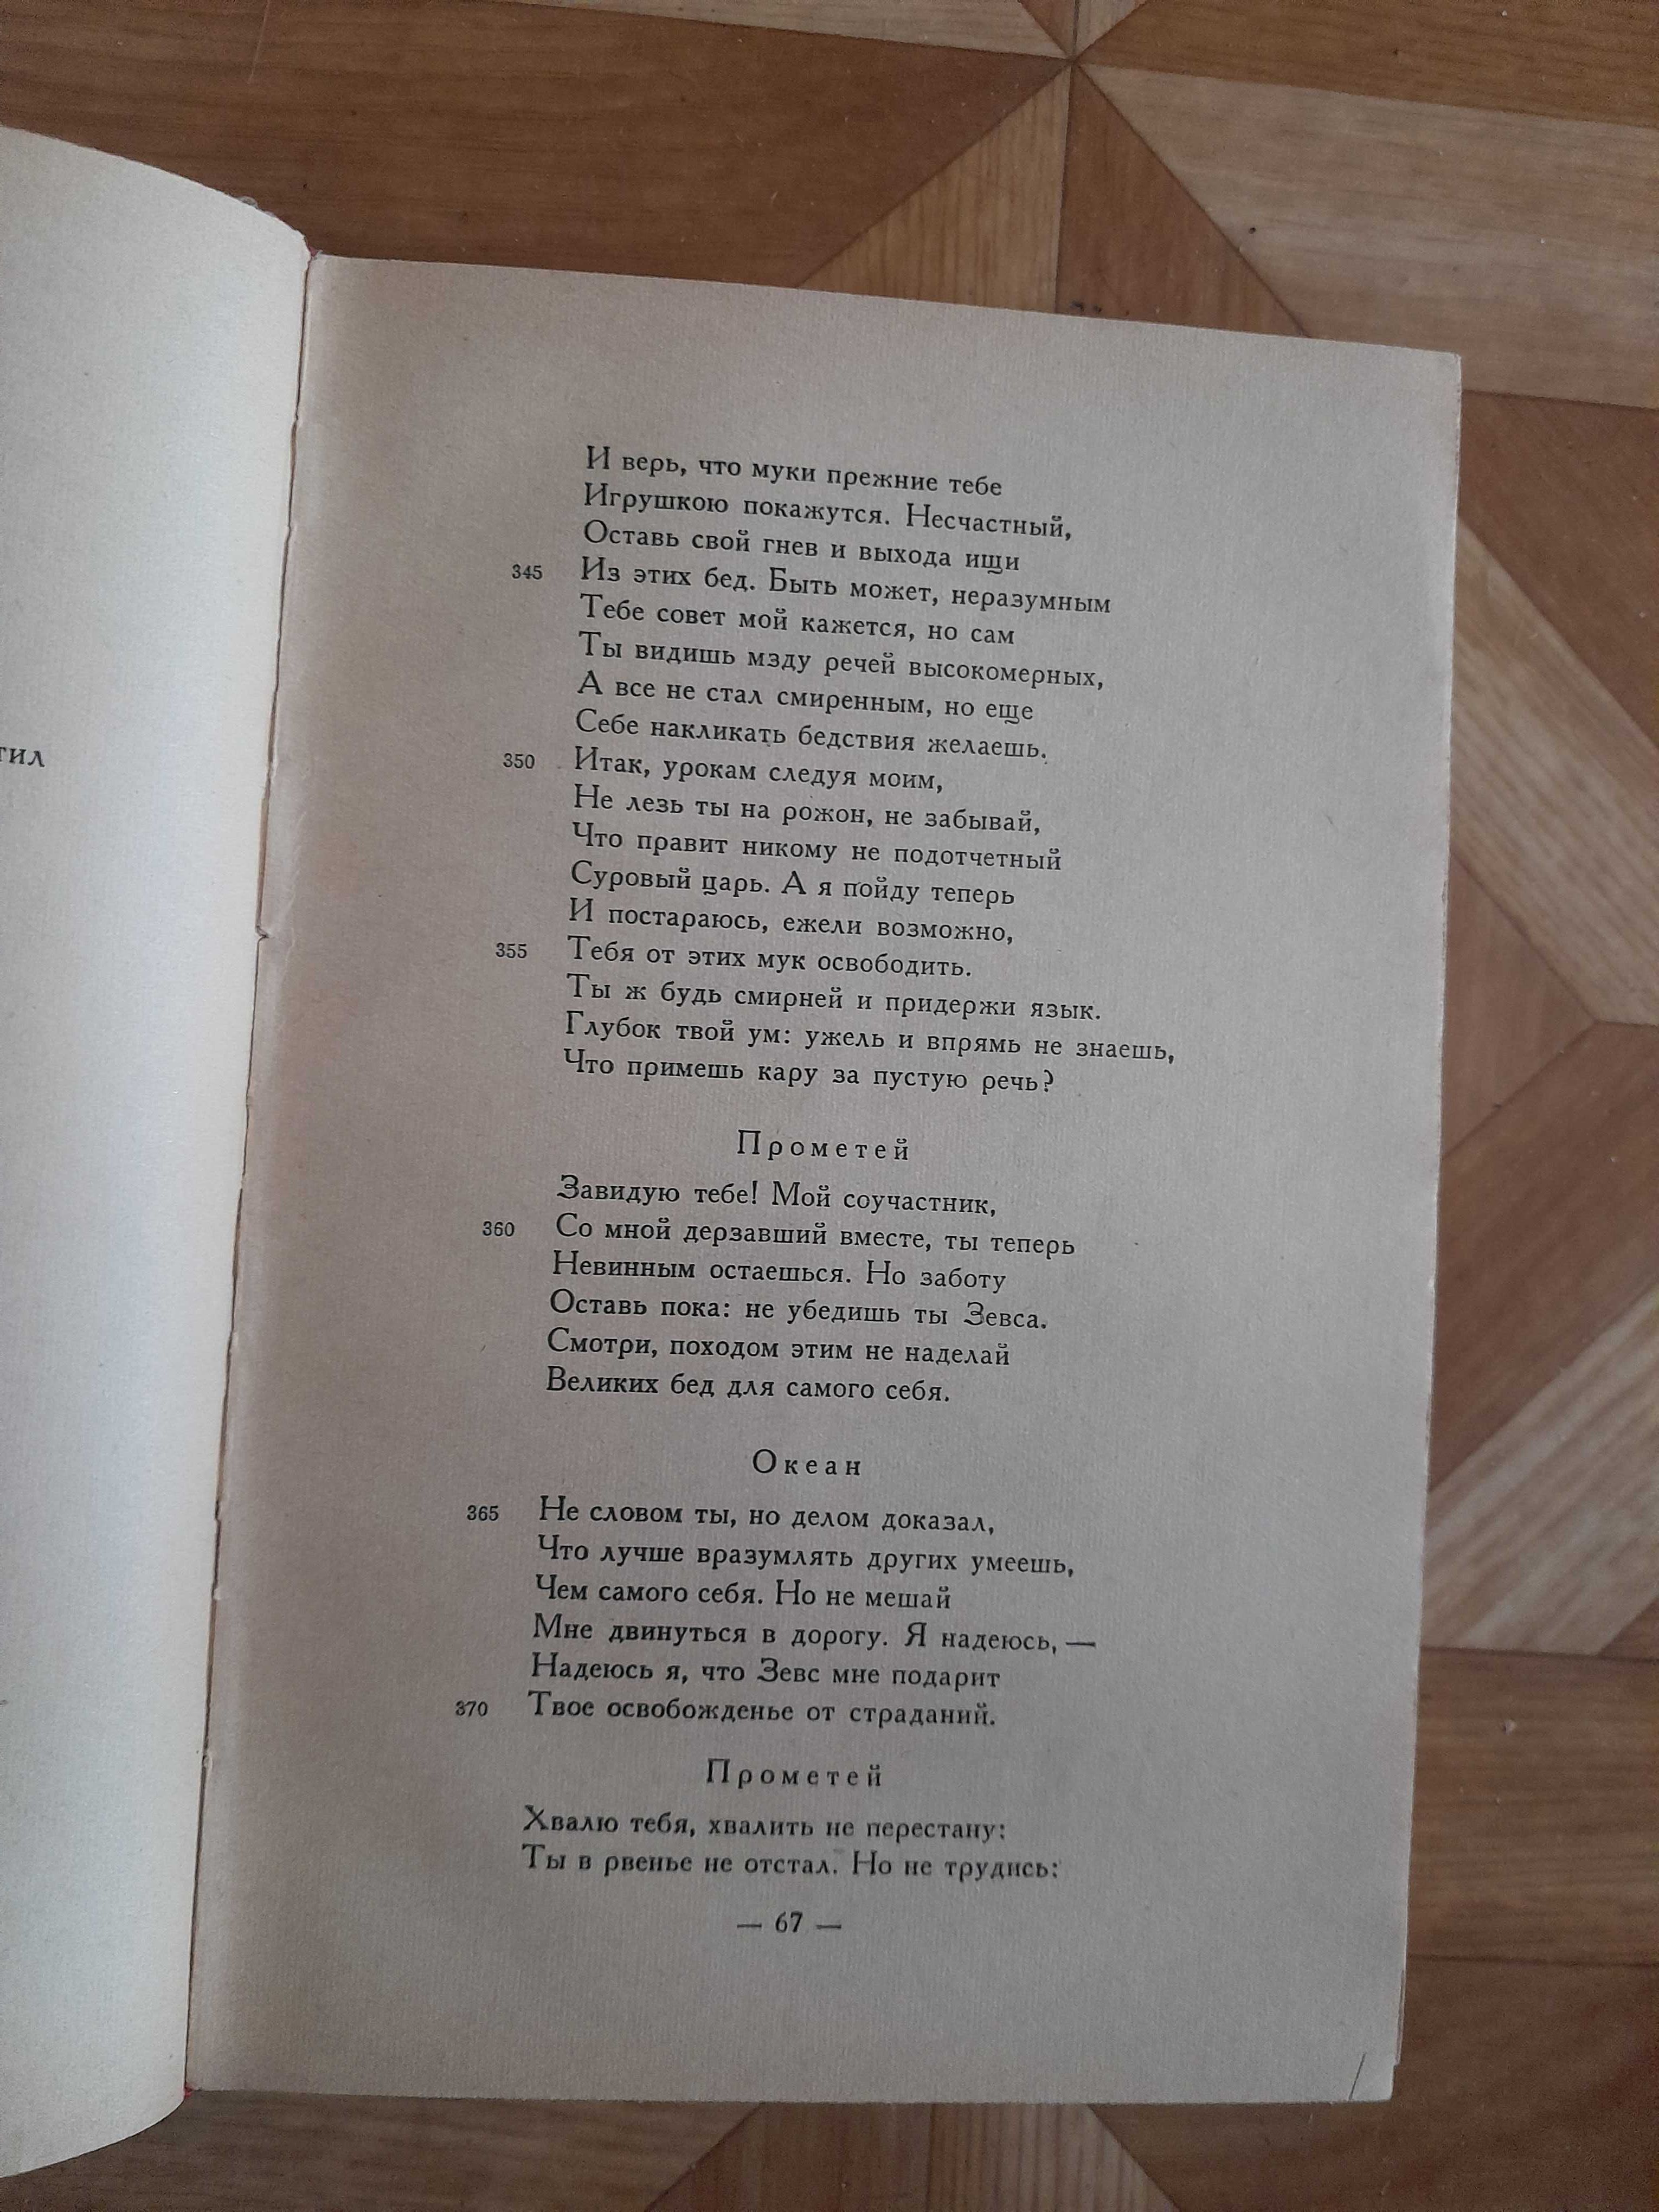 тил
И верь, что муки прежние тебе
Игрушкою покажутся. Несчастный,
Оставь свой гнев и выхода ищи
345 Из этих бед. Быть может, неразумным
Тебе совет мой кажется, но сам
Ты видишь мзду речей высокомерных,
А все не стал смиренным, но еще
Себе накликать бедствия желаешь.
350 Итак, урокам следуя моим,
Не лезь ты на рожон, не забывай,
Что правит никому не подотчетный
Суровый царь. А я пойду теперь
И постараюсь, ежели возможно,
355 Тебя от этих мук освободить.
Ты ж будь смирней и придержи язык.
Глубок твой ум: ужель и впрямь не знаешь,
Что примешь кару за пустую речь?
Прометей
Завидую тебе! Мой соучастник,
360 Со мной дерзавший вместе, ты теперь
Невинным остаешься. Но заботу
Оставь пока: не убедишь ты Зевса.
Смотри, походом этим не наделай
Великих бед для самого себя.
Океан
365 Не словом ты, но делом доказал,
Что лучше вразумлять других умеешь,
Чем самого себя. Но не мешай
Мне двинуться в дорогу. Я надеюсь, —
Надеюсь я, что Зевс мне подарит
370 Твое освобожденье от страданий.
Прометей
Хвалю тебя, хвалить не перестану:
Ты в рвенье не отстал. Но не трудись:
— 67 —